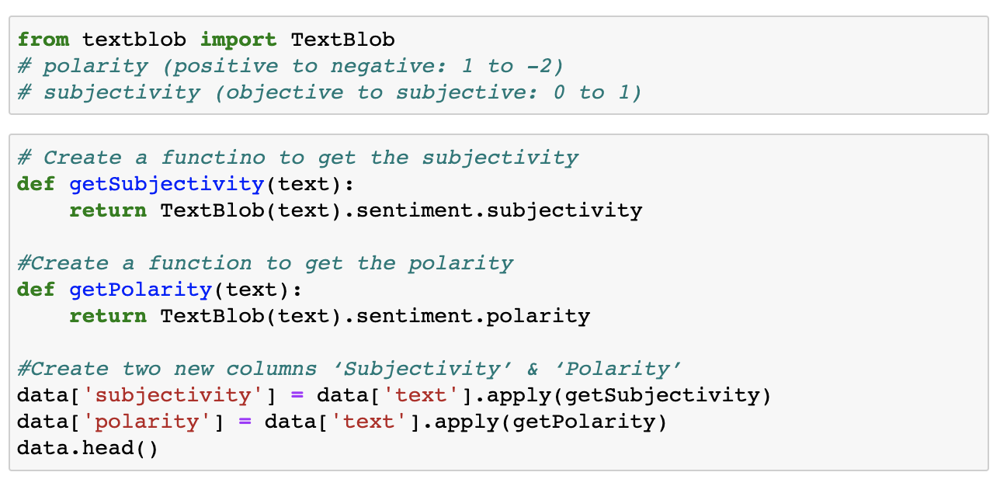 from textblob import TextBlob
# polarity (positive to negative: 1 to -2)
# subjectivity (objective to subjective: 0 to 1)
# Create a functino to get the subjectivity
def getSubjectivity(text):
    return TextBlob(text).sentiment.subjectivity
#Create a function to get the polarity
def getPolarity(text):
    return TextBlob(text).sentiment.polarity
#Create two new columns ‘Subjectivity’ & ‘Polarity’
data['subjectivity'] = data['text'].apply(getSubjectivity)
data['polarity'] = data['text'].apply(getPolarity)
data.head()